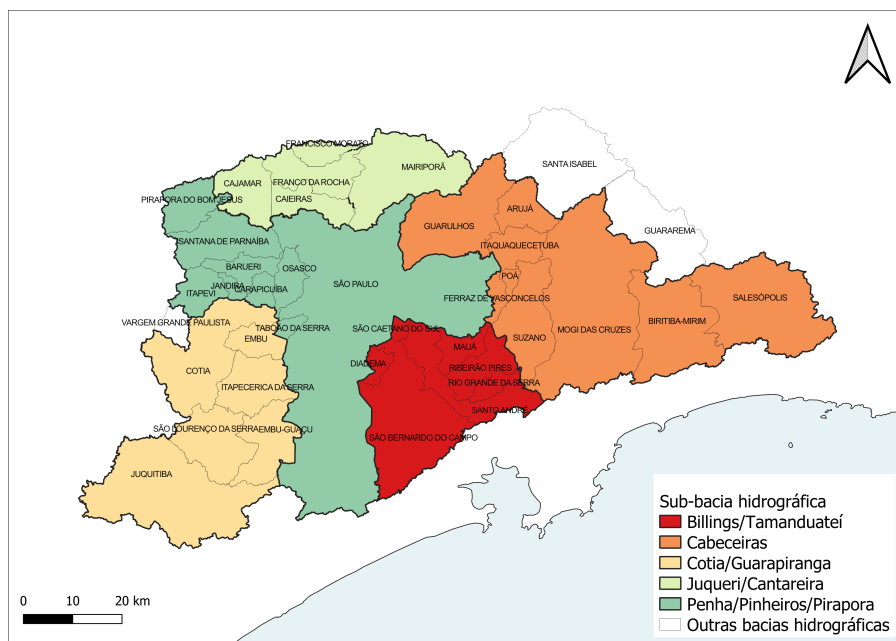 FRANCISCO MORATO
SANTA ISABEL
MAIRIPORÃ
CAJAMAR
FRANCO DA ROCHA
PIRAPORA DO BOM JESUS
CAIEIRAS
ARUJÁ
GUARULHOS
GUARAREMA
SANTANA DE PARNAÍBA
ITAQUAQUECETUBA
BARUERI
OSASCO
POÁ
JANDIRA
CARAPICUÍBA
SÃO PAULO
ITAPEVI
FERRAZ DE VASCONCELOS
SALESÓPOLIS
VARGEM GRANDE PAULISTA
TABOÃO DA SERRA
SÃO CAETANO DO SUL
MOGI DAS CRUZES
BIRITIBA-MIRIM
EMBU
SUZANO
MAUÁ
DIADEMA
RIBEIRÃO PIRES
COTIA
RIO GRANDE DA SERRA
ITAPECERICA DA SERRA
SANTO ANDRÉ
SÃO LOURENÇO DA SERRA
EMBU-GUAÇU
SÃO BERNARDO DO CAMPO
JUQUITIBA
Sub-bacia hidrográfica
Billings/Tamanduateí
Cabeceiras
Cotia/Guarapiranga
Juqueri/Cantareira
Penha/Pinheiros/Pirapora
Outras bacias hidrográficas
0 10 20 km